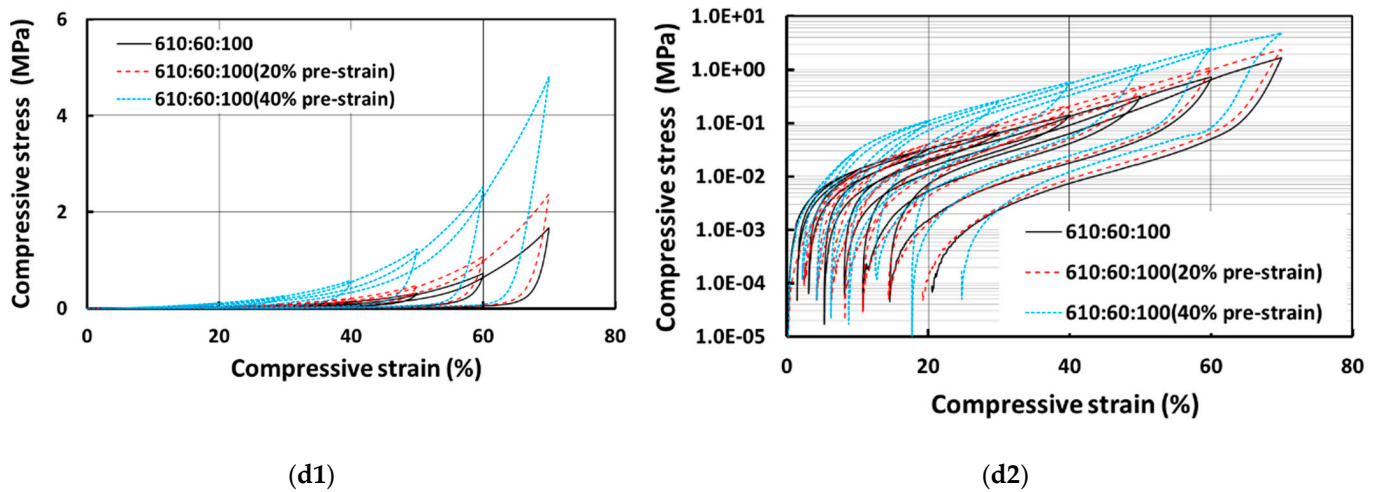 Compressive stress (MPa)
6
4
2
0
610:60:100
610:60:100(20% pre-strain)
610:60:100(40% pre-strain)
0 20 40 60 80
Compressive strain (%)
(d1)
Compressive stress (MPa)
1.0E+01
1.0E+00
1.0E-01
1.0E-02
1.0E-03
1.0E-04
1.0E-05
610:60:100
610:60:100(20% pre-strain)
610:60:100(40% pre-strain)
0 20 40 60 80
Compressive strain (%)
(d2)